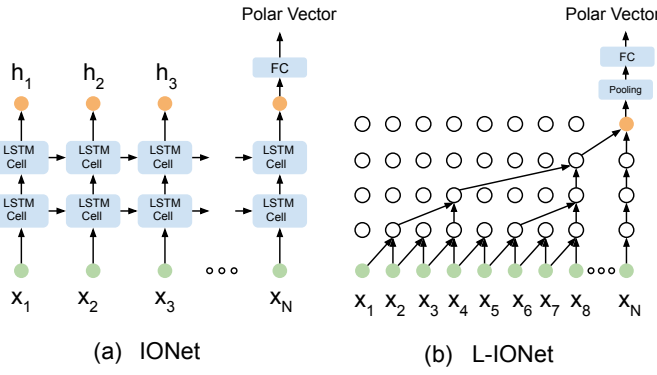 Polar Vector
FC
h1 h2 h3
LSTM Cell LSTM Cell LSTM Cell LSTM Cell
LSTM Cell LSTM Cell LSTM Cell LSTM Cell
x1 x2 x3 xN
(a) IONet
Polar Vector
FC
Pooling
x1 x2 x3 x4 x5 x6 x7 x8 xN
(b) L-IONet